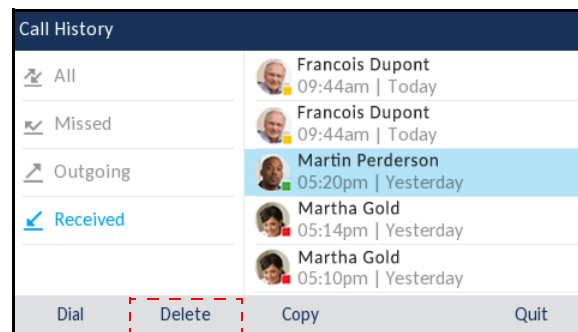 Call History
All
Missed
Outgoing
Received
Francois Dupont
09:44am | Today
Francois Dupont
09:44am | Today
Martin Perderson
05:20pm | Yesterday
Martha Gold
05:14pm | Yesterday
Martha Gold
05:10pm | Yesterday
Dial Delete Copy Quit